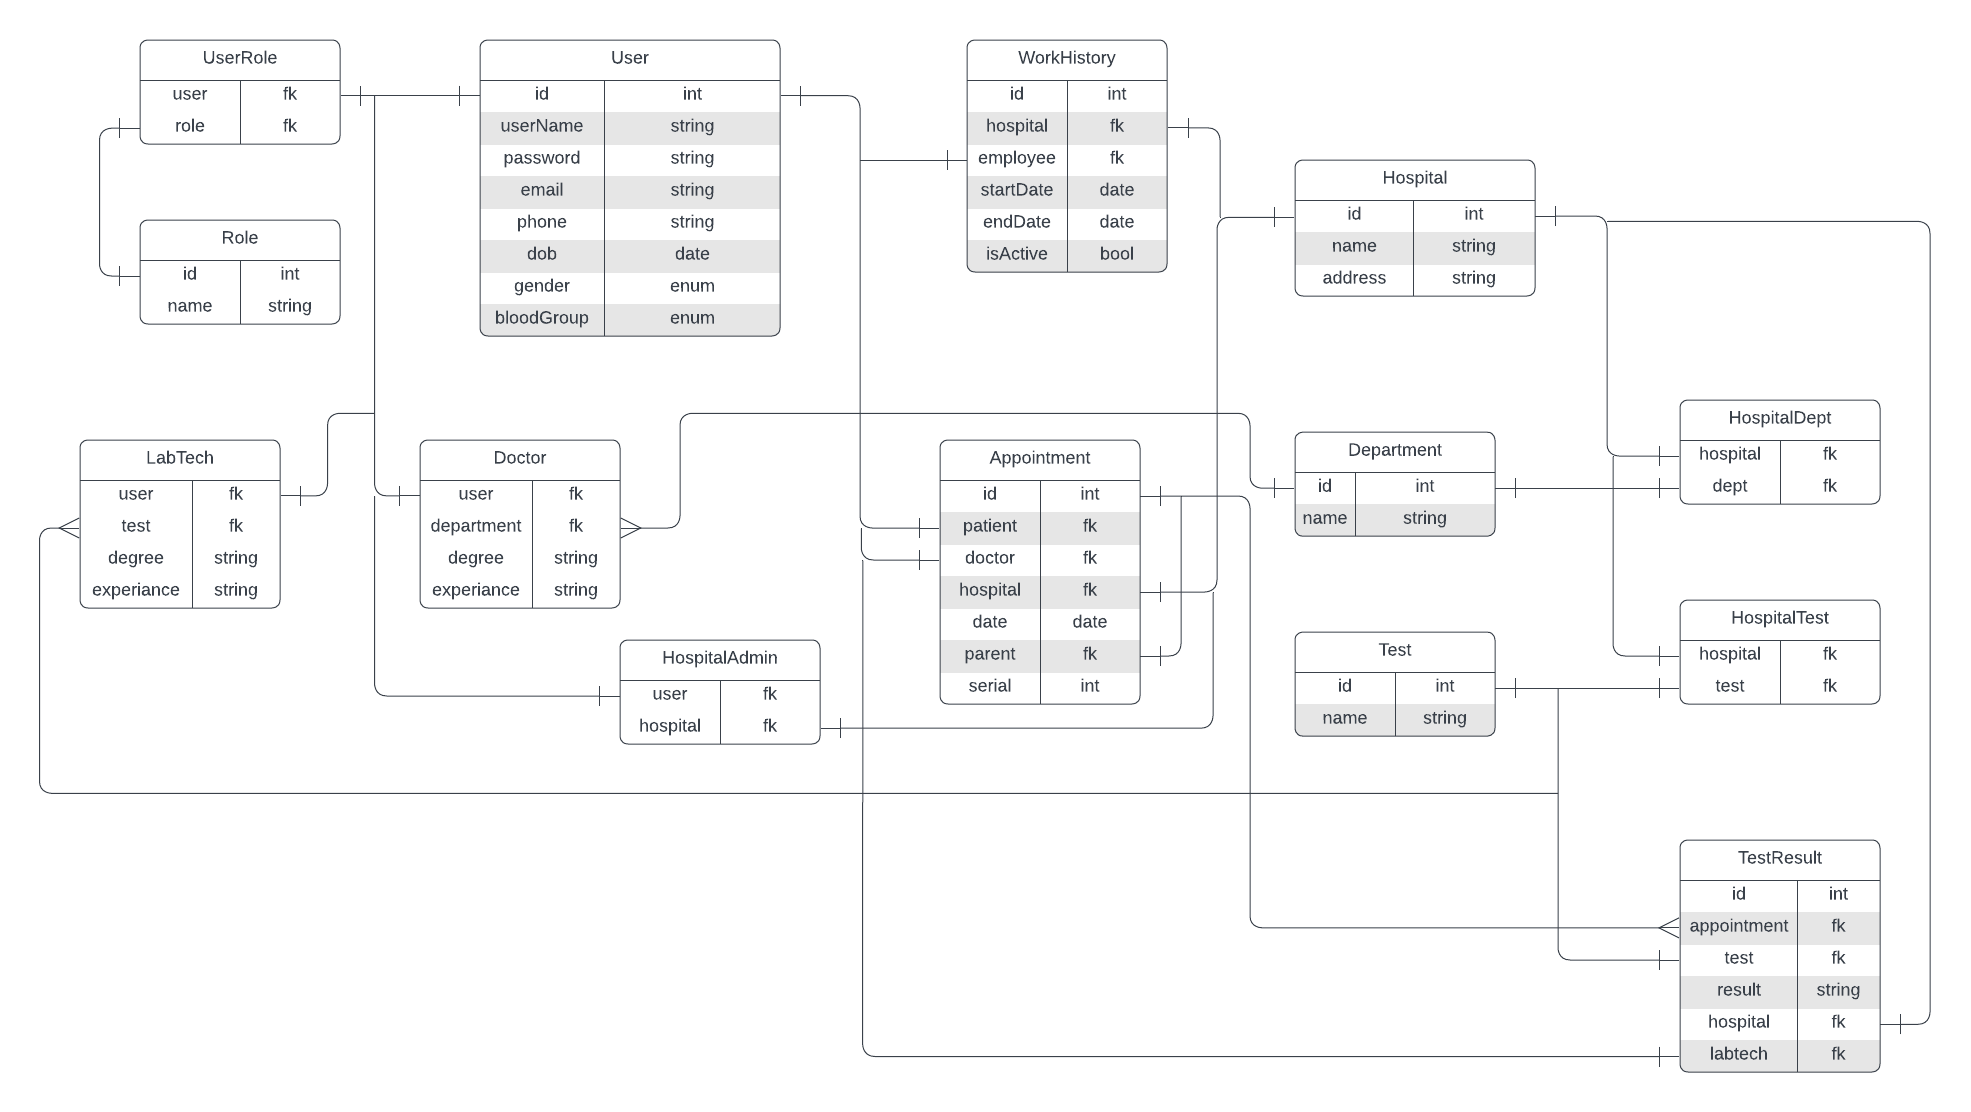 UserRole
user fk
role fk
User
id int
userName string
password string
email string
phone string
dob date
gender enum
bloodGroup enum
WorkHistory
id int
hospital fk
employee fk
startDate date
endDate date
isActive bool
Hospital
id int
name string
address string
Role
id int
name string
LabTech
user fk
test fk
degree string
experiance string
Doctor
user fk
department fk
degree string
experiance string
Appointment
id int
patient fk
doctor fk
hospital fk
date date
parent fk
serial int
Department
id int
name string
HospitalDept
hospital fk
dept fk
HospitalAdmin
user fk
hospital fk
Test
id int
name string
HospitalTest
hospital fk
test fk
TestResult
id int
appointment fk
test fk
result string
hospital fk
labtech fk